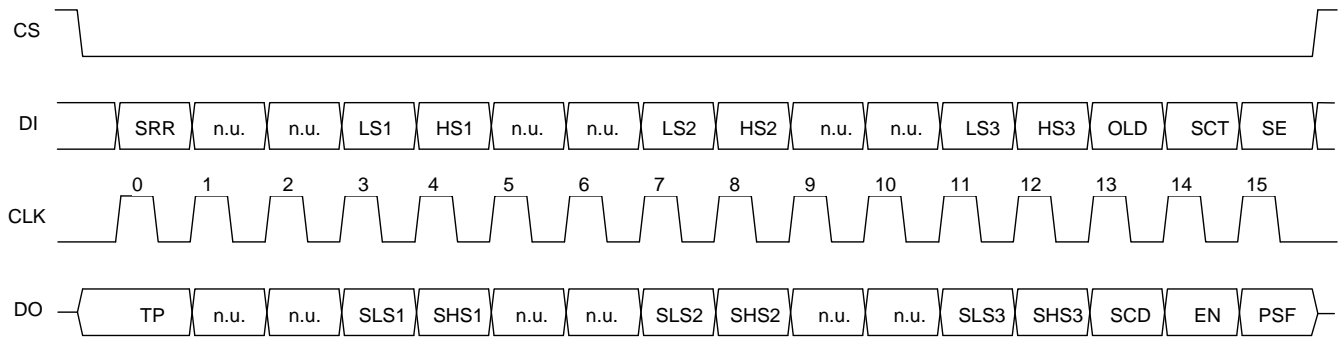 CS
DI SRR n.u. n.u. LS1 HS1 n.u. n.u. LS2 HS2 n.u. n.u. LS3 HS3 OLD SCT SE
0 1 2 3 4 5 6 7 8 9 10 11 12 13 14 15
CLK
DO TP n.u. n.u. SLS1 SHS1 n.u. n.u. SLS2 SHS2 n.u. n.u. SLS3 SHS3 SCD EN PSF